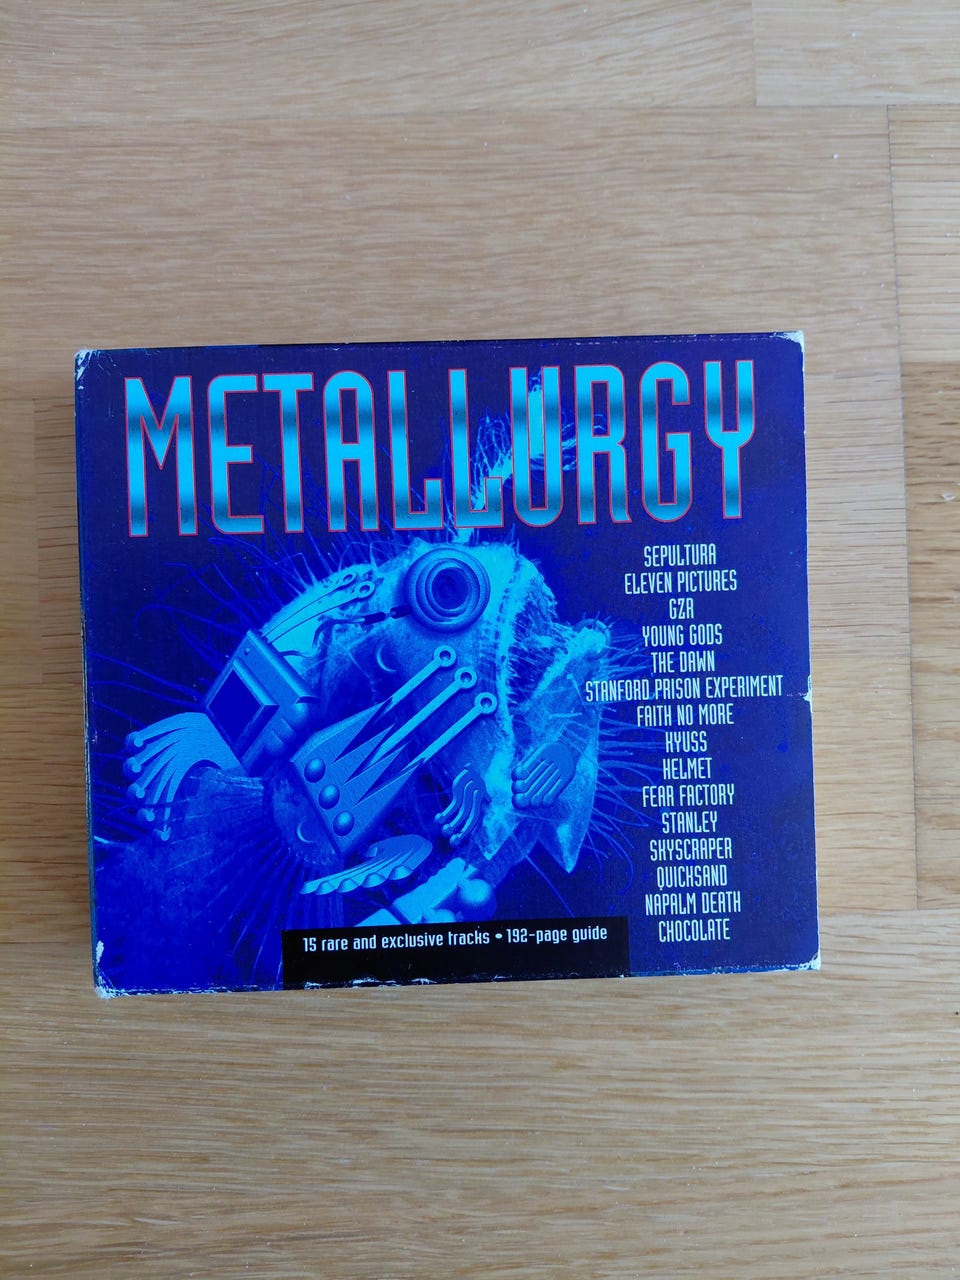 METALLURGY
SEPULTURA
ELEVEN PICTURES
GZR
YOUNG GODS
THE DAWN
STANFORD PRISON EXPERIMENT
FAITH NO MORE
KYUSS
HELMET
FEAR FACTORY
STANLEY
SKYSCRAPER
QUICKSAND
NAPALM DEATH
CHOCOLATE
15 rare and exclusive tracks • 192-page guide